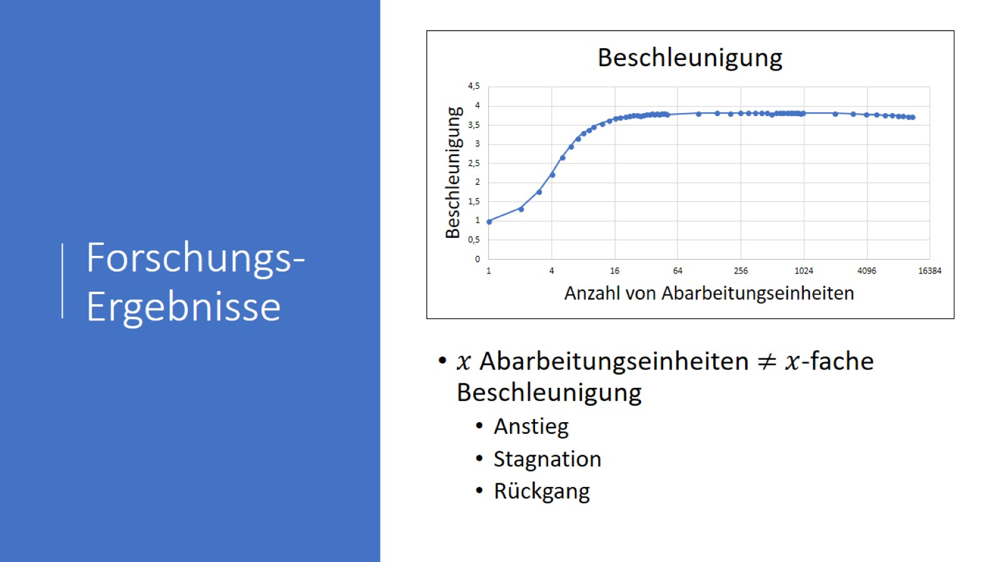 Forschungs-
Ergebnisse
Beschleunigung
Beschleunigung
4,5
4
3,5
3
2,5
2
1,5
1
0,5
0
1 4 16 64 256 1024 4096 16384
Anzahl von Abarbeitungseinheiten
• 𝑥 Abarbeitungseinheiten ≠ 𝑥-fache
Beschleunigung
• Anstieg
• Stagnation
• Rückgang